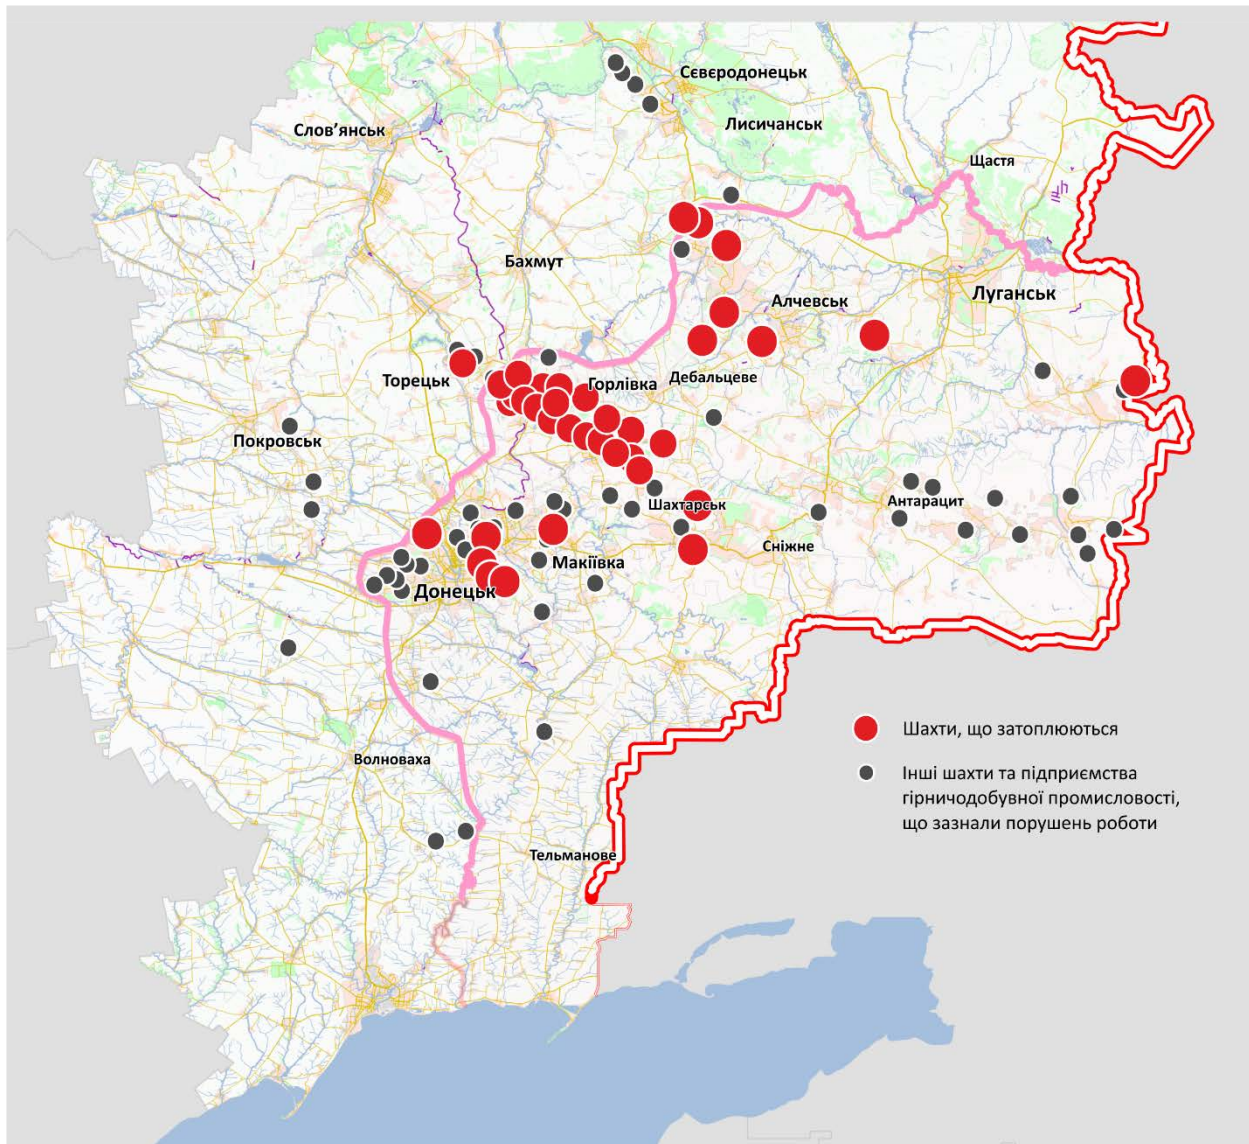 Сєвєродонецьк
Слов’янськ
Лисичанськ
Щастя
Бахмут
Луганськ
Алчевськ
Торецьк
Горлівка
Дебальцеве
Покровськ
Шахтарськ
Антарацит
Сніжне
Макіївка
Донецьк
Волноваха
Тельманове
Шахти, що затоплюються
Інші шахти та підприємства
гірничодобувної промисловості,
що зазнали порушень роботи